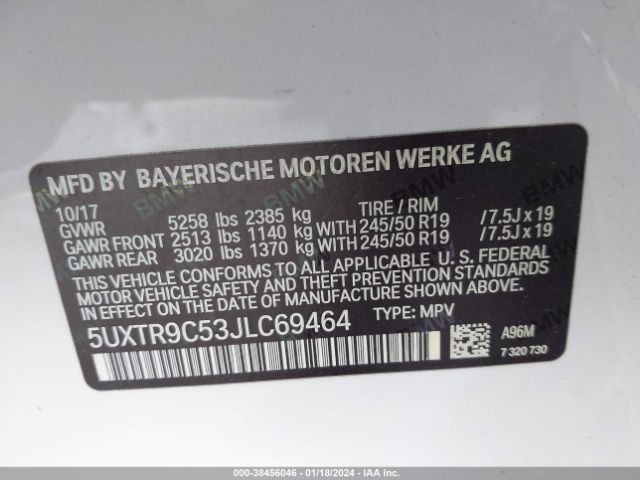 MFD BY BAYERISCHE MOTOREN WERKE AG
10/17 TIRE / RIM
GVWR 5258 lbs 2385 kg
GAWR FRONT 2513 lbs 1140 kg WITH 245/50 R19 /7.5J x 19
GAWR REAR 3020 lbs 1370 kg WITH 245/50 R19 /7.5J x 19
THIS VEHICLE CONFORMS TO ALL APPLICABLE U. S. FEDERAL
MOTOR VEHICLE SAFETY AND THEFT PREVENTION STANDARDS
IN EFFECT ON THE DATE OF MANUFACTURE SHOWN ABOVE.
5UXTR9C53JLC69464 TYPE: MPV
A96M
7 320 730
000-38456046 | 01/18/2024 | COPART/IAA